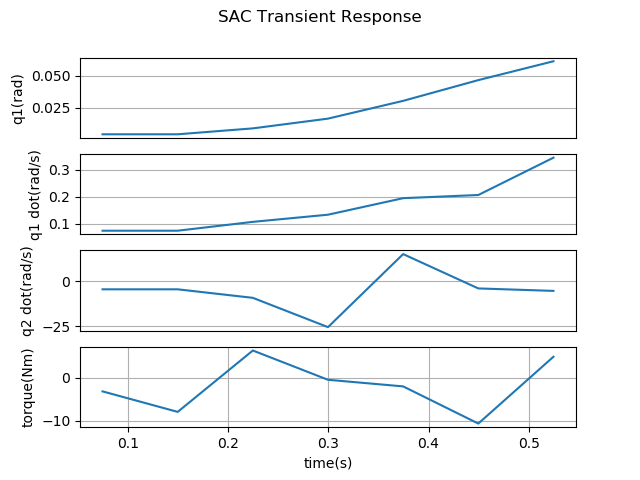 SAC Transient Response
q1(rad)
0.050
0.025
q1 dot(rad/s)
0.3
0.2
0.1
q2 dot(rad/s)
0
−25
torque(Nm)
0
−10
0.1 0.2 0.3 0.4 0.5
time(s)